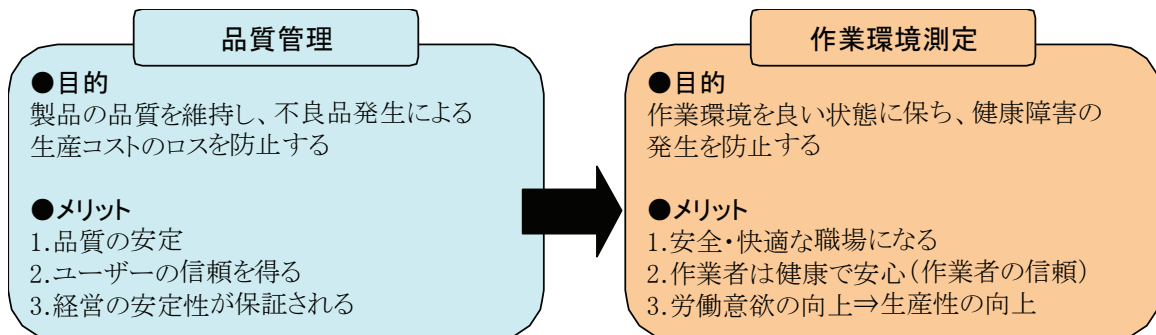 品質管理
●目的
製品の品質を維持し、不良品発生による
生産コストのロスを防止する
●メリット
1.品質の安定
2.ユーザーの信頼を得る
3.経営の安定性が保証される
作業環境測定
●目的
作業環境を良い状態に保ち、健康障害の
発生を防止する
●メリット
1.安全・快適な職場になる
2.作業者は健康で安心(作業者の信頼)
3.労働意欲の向上⇒生産性の向上